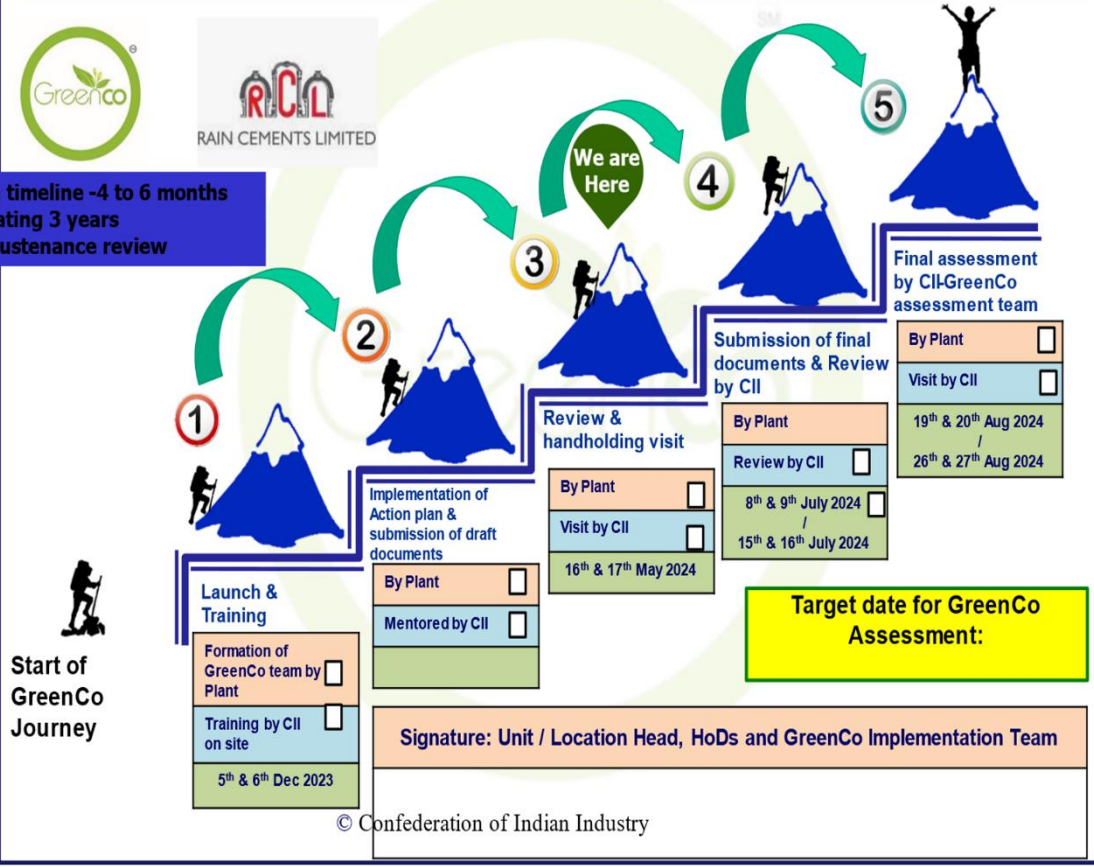 SM
Greenco
RCL
RAIN CEMENTS LIMITED
timeline -4 to 6 months
ating 3 years
ustenance review
1
2
3
We are
Here
4
5
Start of
GreenCo
Journey
Launch &
Training
Formation of
GreenCo team by
Plant
Training by CII
on site
5th & 6th Dec 2023
Implementation of
Action plan &
submission of draft
documents
By Plant
Mentored by CII
Review &
handholding visit
By Plant
Visit by CII
16th & 17th May 2024
Submission of final
documents & Review
by CII
By Plant
Review by CII
8th & 9th July 2024
/
15th & 16th July 2024
Final assessment
by CII-GreenCo
assessment team
By Plant
Visit by CII
19th & 20th Aug 2024
/
26th & 27th Aug 2024
Target date for GreenCo
Assessment:
Signature: Unit / Location Head, HoDs and GreenCo Implementation Team
© Confederation of Indian Industry